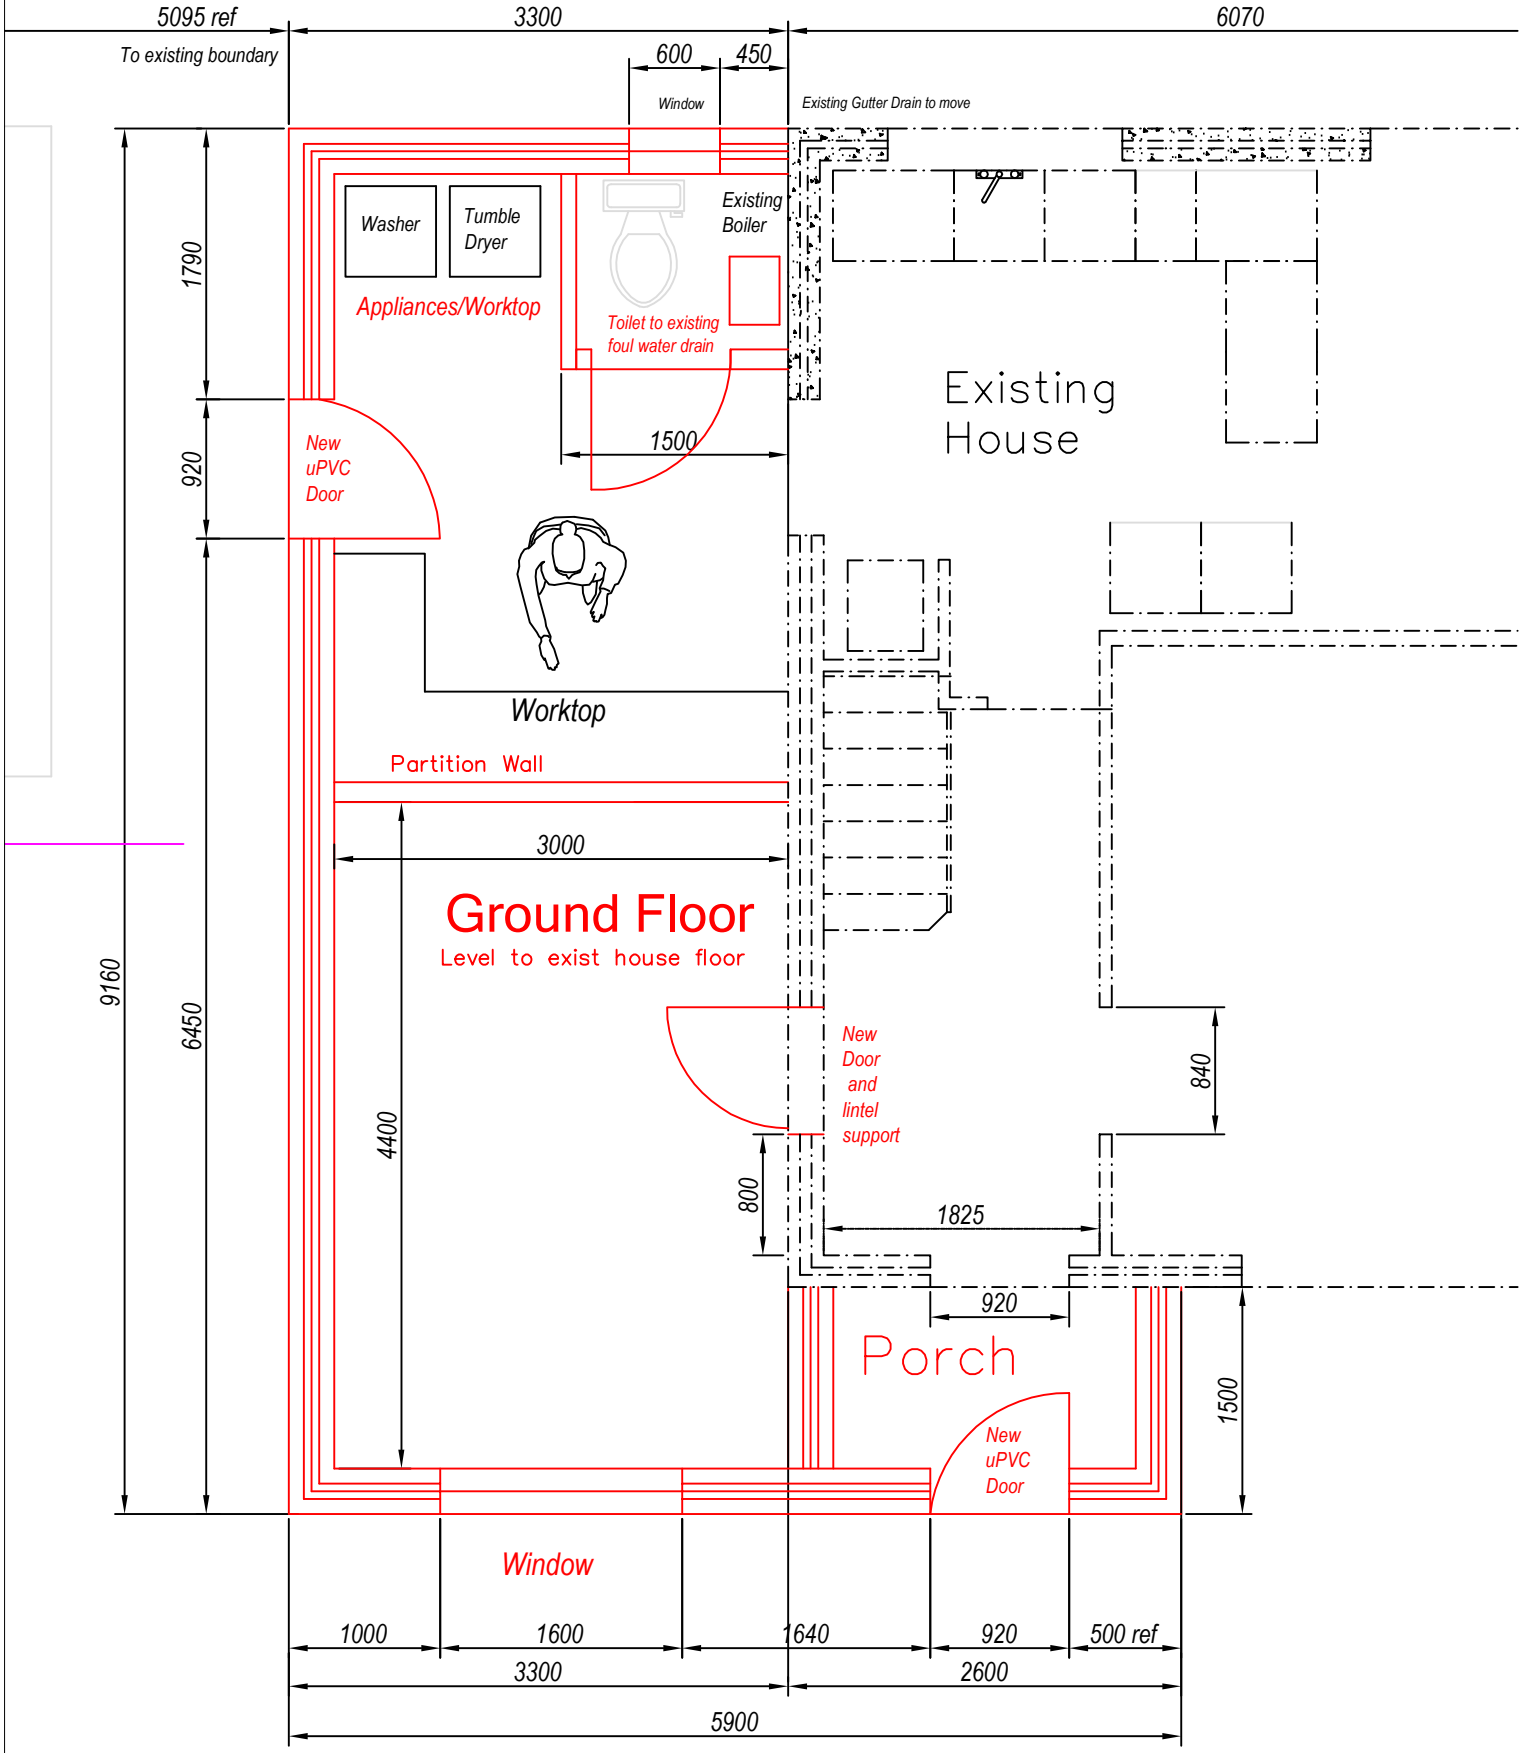 5095 ref
3300
6070
To existing boundary
600
450
Window
Existing Gutter Drain to move
Washer
Tumble
Dryer
Existing
Boiler
1790
Appliances/Worktop
Toilet to existing
foul water drain
Existing
House
New
uPVC
Door
920
1500
Worktop
Partition Wall
3000
Ground Floor
Level to exist house floor
9160
6450
New
Door
and
lintel
support
840
4400
800
1825
920
Porch
1500
New
uPVC
Door
Window
1000
1600
1640
920
500 ref
3300
2600
5900